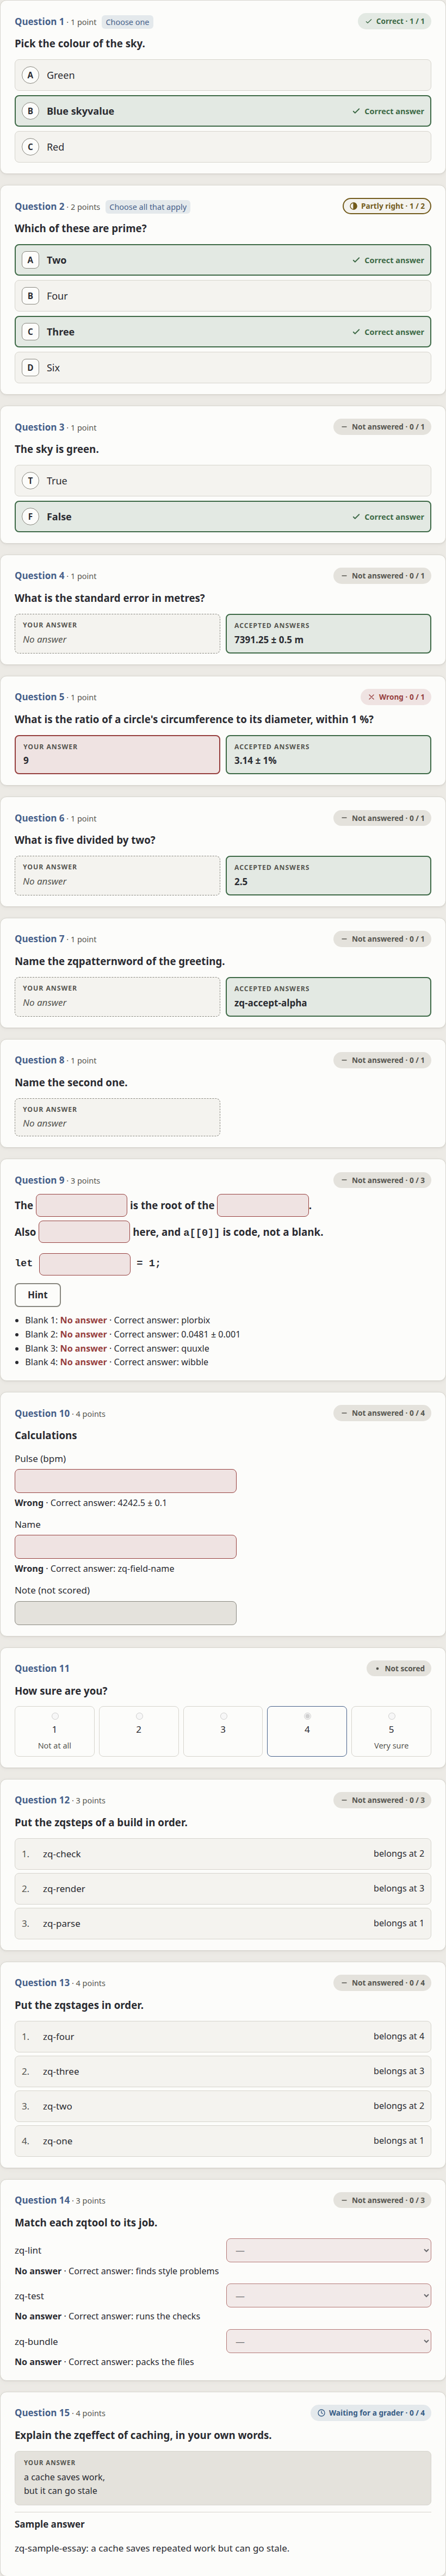 Question 1 · 1 point Choose one Correct · 1 / 1
Pick the colour of the sky.
A Green
B Blue skyvalue Correct answer
C Red
Question 2 · 2 points Choose all that apply Partly right · 1 / 2
Which of these are prime?
A Two Correct answer
B Four
C Three Correct answer
D Six
Question 3 · 1 point Not answered · 0 / 1
The sky is green.
T True
F False Correct answer
Question 4 · 1 point Not answered · 0 / 1
What is the standard error in metres?
YOUR ANSWER
No answer
ACCEPTED ANSWERS
7391.25 ± 0.5 m
Question 5 · 1 point Wrong · 0 / 1
What is the ratio of a circle's circumference to its diameter, within 1 %?
YOUR ANSWER
9
ACCEPTED ANSWERS
3.14 ± 1%
Question 6 · 1 point Not answered · 0 / 1
What is five divided by two?
YOUR ANSWER
No answer
ACCEPTED ANSWERS
2.5
Question 7 · 1 point Not answered · 0 / 1
Name the zqpatternword of the greeting.
YOUR ANSWER
No answer
ACCEPTED ANSWERS
zq-accept-alpha
Question 8 · 1 point Not answered · 0 / 1
Name the second one.
YOUR ANSWER
No answer
Question 9 · 3 points Not answered · 0 / 3
The is the root of the .
Also here, and a[[0]] is code, not a blank.
let = 1;
Hint
• Blank 1: No answer · Correct answer: plorbix
• Blank 2: No answer · Correct answer: 0.0481 ± 0.001
• Blank 3: No answer · Correct answer: quuxle
• Blank 4: No answer · Correct answer: wibble
Question 10 · 4 points Not answered · 0 / 4
Calculations
Pulse (bpm)
Wrong · Correct answer: 4242.5 ± 0.1
Name
Wrong · Correct answer: zq-field-name
Note (not scored)
Question 11 Not scored
How sure are you?
1 2 3 4 5
Not at all Very sure
Question 12 · 3 points Not answered · 0 / 3
Put the zqsteps of a build in order.
1. zq-check belongs at 2
2. zq-render belongs at 3
3. zq-parse belongs at 1
Question 13 · 4 points Not answered · 0 / 4
Put the zqstages in order.
1. zq-four belongs at 4
2. zq-three belongs at 3
3. zq-two belongs at 2
4. zq-one belongs at 1
Question 14 · 3 points Not answered · 0 / 3
Match each zqtool to its job.
zq-lint —
No answer · Correct answer: finds style problems
zq-test —
No answer · Correct answer: runs the checks
zq-bundle —
No answer · Correct answer: packs the files
Question 15 · 4 points Waiting for a grader · 0 / 4
Explain the zqeffect of caching, in your own words.
YOUR ANSWER
a cache saves work,
but it can go stale
Sample answer
zq-sample-essay: a cache saves repeated work but can go stale.